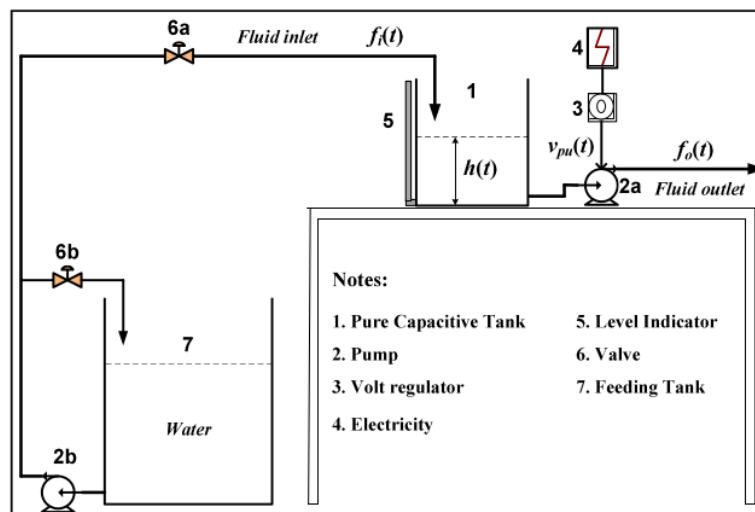 6a
Fluid inlet
fi(t)
4
1
5
3
h(t)
vpu(t)
fo(t)
2a
Fluid outlet
6b
7
Water
2b
Notes:
1. Pure Capacitive Tank
2. Pump
3. Volt regulator
4. Electricity
5. Level Indicator
6. Valve
7. Feeding Tank